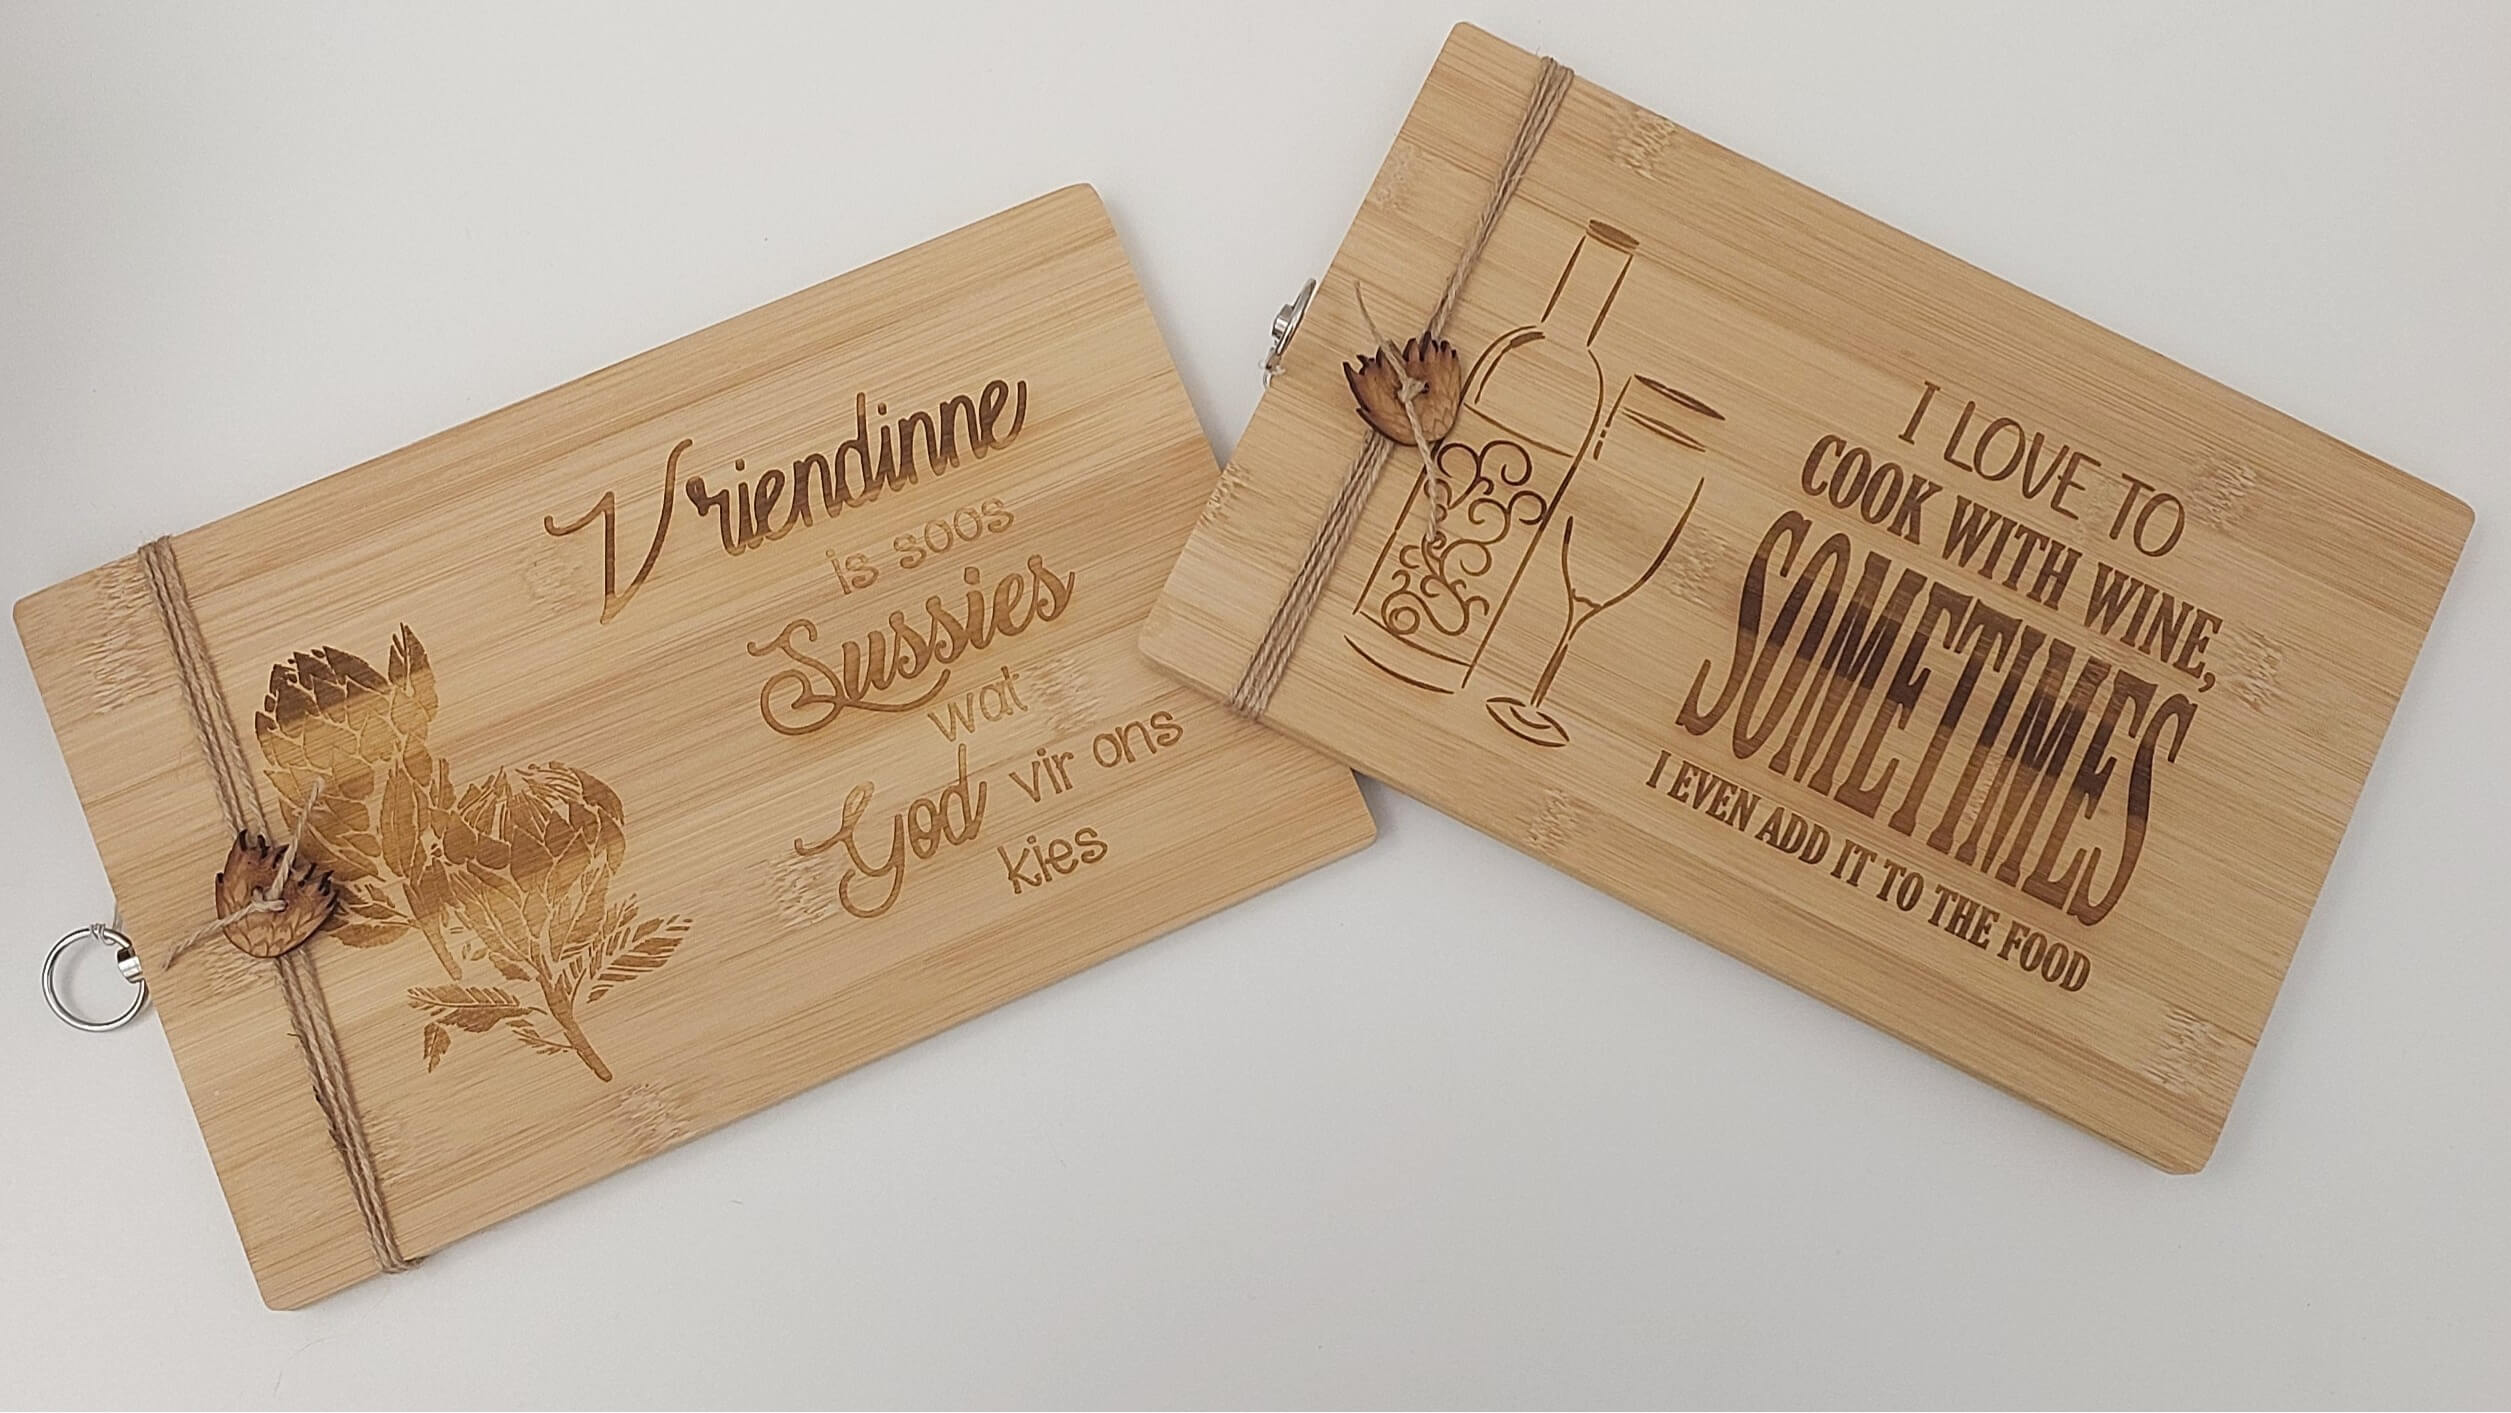 Vriendinne
is soos
Sussies
wat
God vir ons
kies
I LOVE TO
COOK WITH WINE,
SOMETIMES
I EVEN ADD IT TO THE FOOD